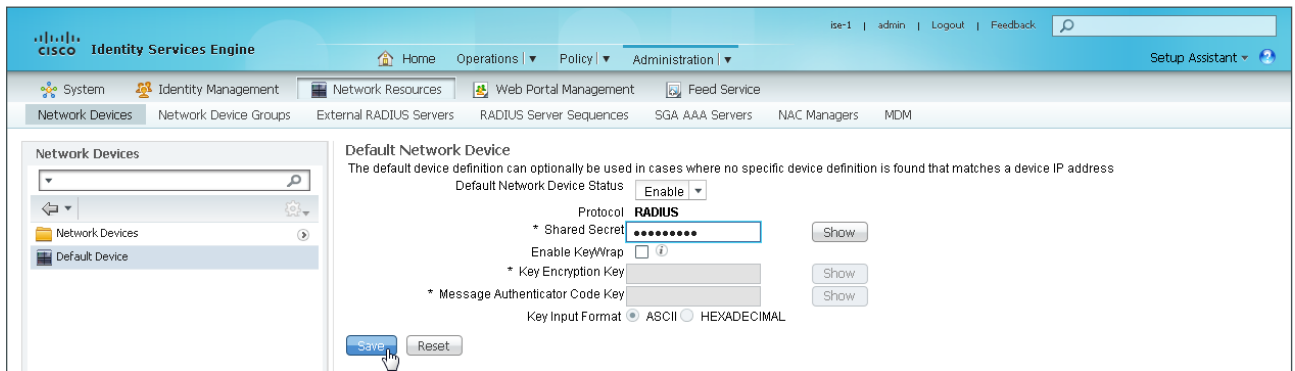 ise-1 | admin | Logout | Feedback
cisco Identity Services Engine
Home Operations | ▼ Policy | ▼ Administration | ▼ Setup Assistant ▾
System Identity Management Network Resources Web Portal Management Feed Service
Network Devices Network Device Groups External RADIUS Servers RADIUS Server Sequences SGA AAA Servers NAC Managers MDM
Network Devices
Network Devices
Default Device
Default Network Device
The default device definition can optionally be used in cases where no specific device definition is found that matches a device IP address
Default Network Device Status Enable
Protocol RADIUS
* Shared Secret ••••••••• Show
Enable KeyWrap
* Key Encryption Key Show
* Message Authenticator Code Key Show
Key Input Format ASCII HEXADECIMAL
Save Reset